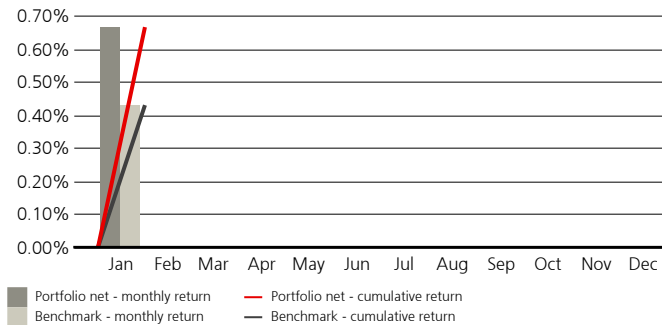 0.70%
0.60%
0.50%
0.40%
0.30%
0.20%
0.10%
0.00%
Jan Feb Mar Apr May Jun Jul Aug Sep Oct Nov Dec
Portfolio net - monthly return Portfolio net - cumulative return
Benchmark - monthly return Benchmark - cumulative return